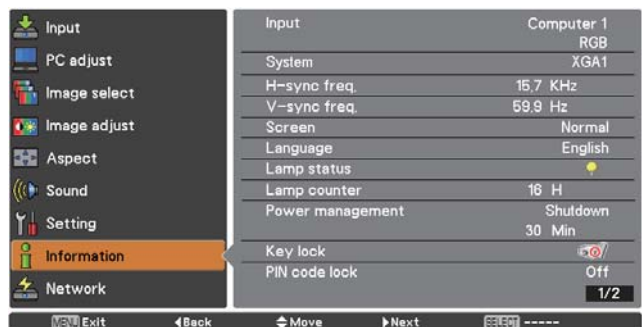 Input
PC adjust
Image select
Image adjust
Aspect
Sound
Setting
Information
Network
Input Computer 1
RGB
System XGA1
H-sync freq. 15,7 KHz
V-sync freq. 59,9 Hz
Screen Normal
Language English
Lamp status
Lamp counter 16 H
Power management Shutdown
30 Min
Key lock
PIN code lock Off
1/2
MENU Exit Back Move Next SELECT -----